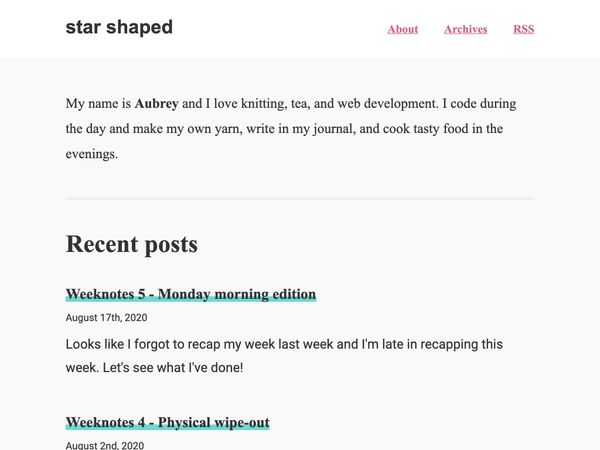 star shaped
About Archives RSS
My name is Aubrey and I love knitting, tea, and web development. I code during
the day and make my own yarn, write in my journal, and cook tasty food in the
evenings.
Recent posts
Weeknotes 5 - Monday morning edition
August 17th, 2020
Looks like I forgot to recap my week last week and I'm late in recapping this
week. Let's see what I've done!
Weeknotes 4 - Physical wipe-out
August 2nd, 2020